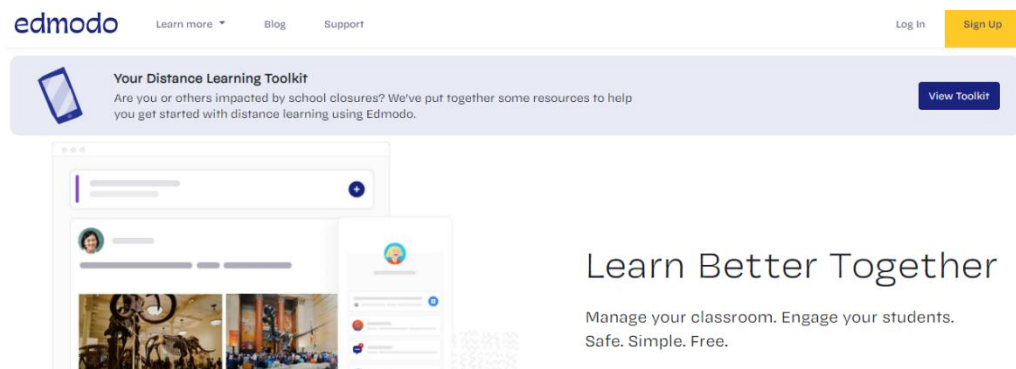 edmodo
Learn more
Blog
Support
Log In
Sign Up
Your Distance Learning Toolkit
Are you or others impacted by school closures? We've put together some resources to help
you get started with distance learning using Edmodo.
View Toolkit
Learn Better Together
Manage your classroom. Engage your students.
Safe. Simple. Free.